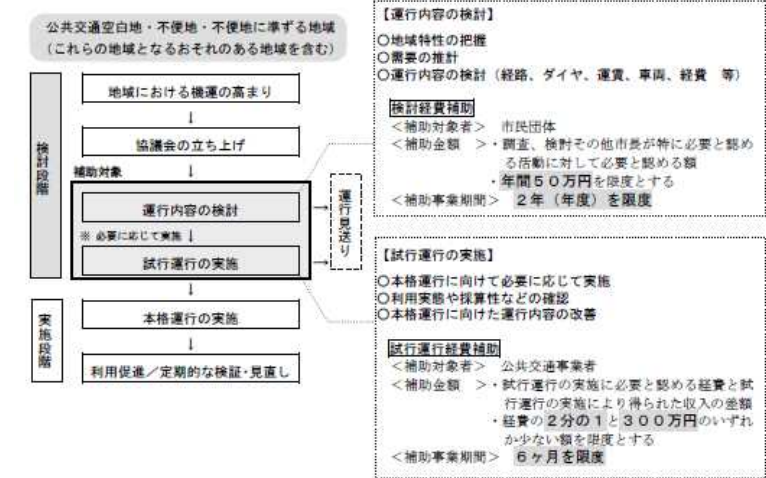 公共交通空白地・不便地・不便地に準ずる地域
(これらの地域となるおそれのある地域を含む)
検討段階
地域における機運の高まり
↓
協議会の立ち上げ
補助対象 ↓
運行内容の検討
→
運行見送り
※ 必要に応じて実施 ↓
試行運行の実施
→
↓
実施段階
本格運行の実施
↓
利用促進/定期的な検証・見直し
【運行内容の検討】
○地域特性の把握
○需要の推計
○運行内容の検討(経路、ダイヤ、運賃、車両、経費 等)
検討経費補助
<補助対象者> 市民団体
<補助金額 >・調査、検討その他市長が特に必要と認め
る活動に対して必要と認める額
・年間50万円を限度とする
<補助事業期間> 2年(年度)を限度
【試行運行の実施】
○本格運行に向けて必要に応じて実施
○利用実態や採算性などの確認
○本格運行に向けた運行内容の改善
試行運行経費補助
<補助対象者> 公共交通事業者
<補助金額 >・試行運行の実施に必要と認める経費と試
行運行の実施により得られた収入の差額
・経費の2分の1と300万円のいずれ
か少ない額を限度とする
<補助事業期間> 6ヶ月を限度